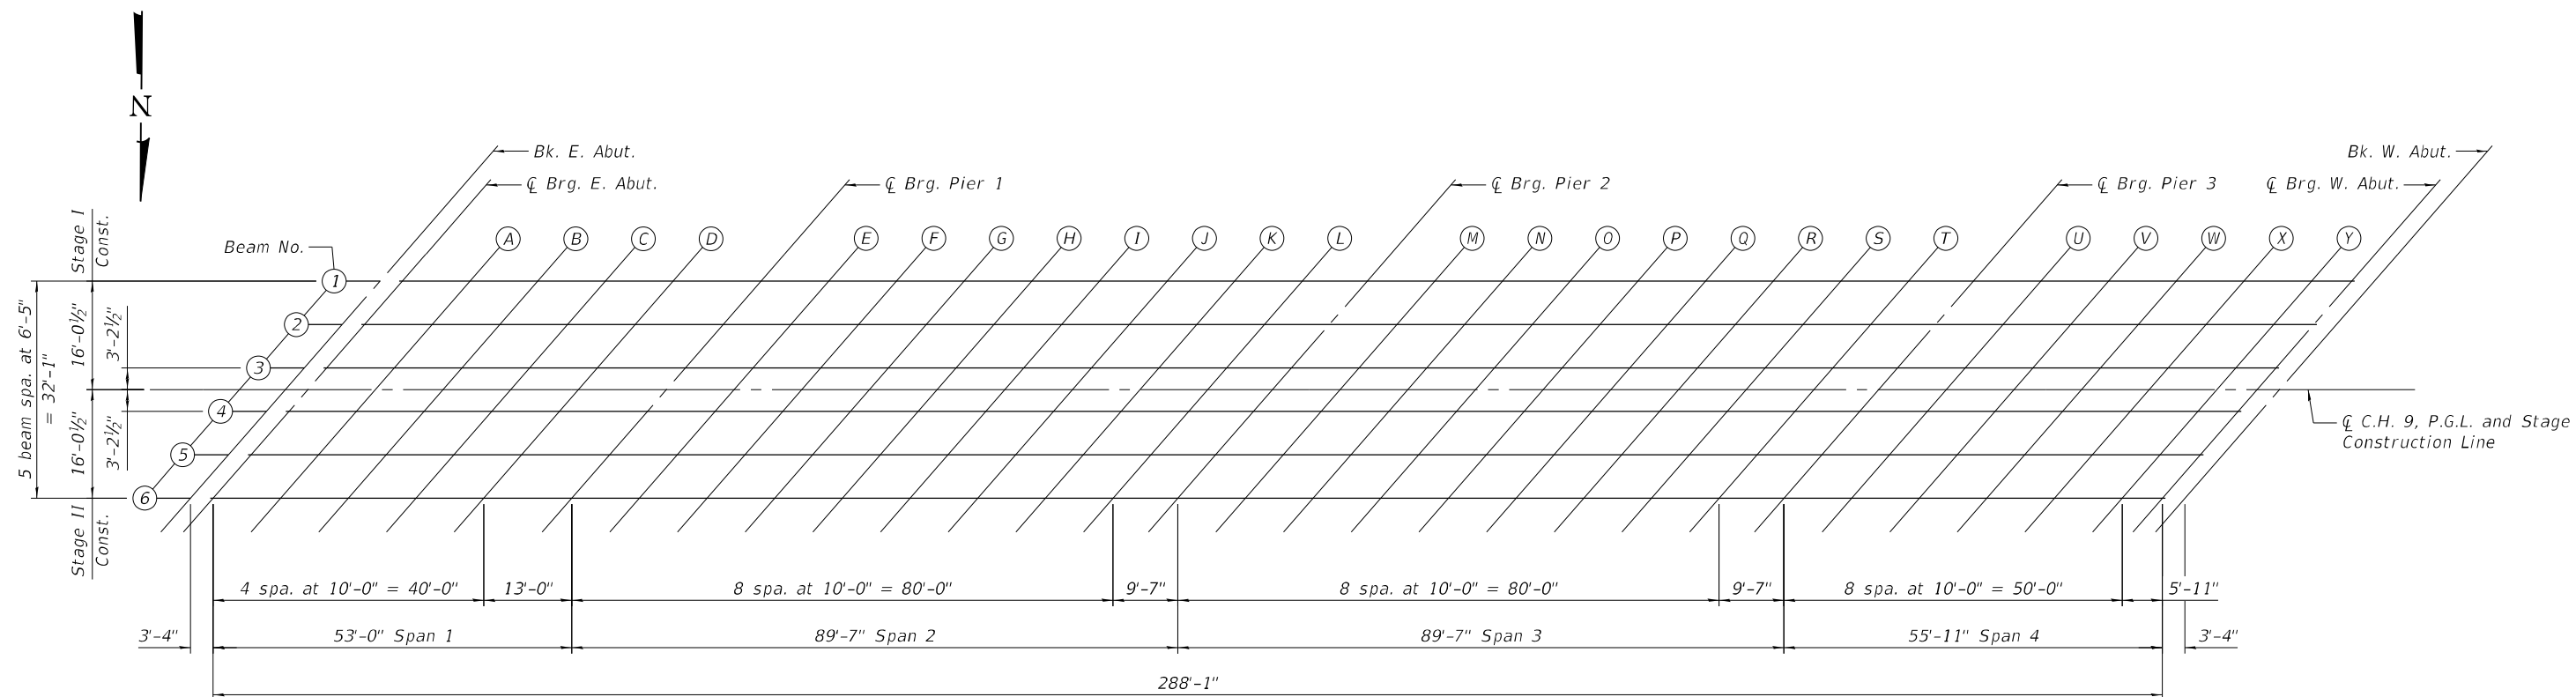 N
Bk. E. Abut.
Bk. W. Abut.
℄ Brg. E. Abut.
℄ Brg. Pier 1
℄ Brg. Pier 2
℄ Brg. Pier 3
℄ Brg. W. Abut.
A B C D E F G H I J K L M N O P Q R S T U V W X Y
Beam No.
1
2
3
4
5
6
Stage I
Const.
5 beam spa. at 6'-5"
= 32'-1"
16'-0½"
3'-2½"
16'-0½"
3'-2½"
Stage II
Const.
℄ C.H. 9, P.G.L. and Stage
Construction Line
4 spa. at 10'-0" = 40'-0"
13'-0"
8 spa. at 10'-0" = 80'-0"
9'-7"
8 spa. at 10'-0" = 80'-0"
9'-7"
8 spa. at 10'-0" = 50'-0"
5'-11"
3'-4"
53'-0" Span 1
89'-7" Span 2
89'-7" Span 3
55'-11" Span 4
3'-4"
288'-1"